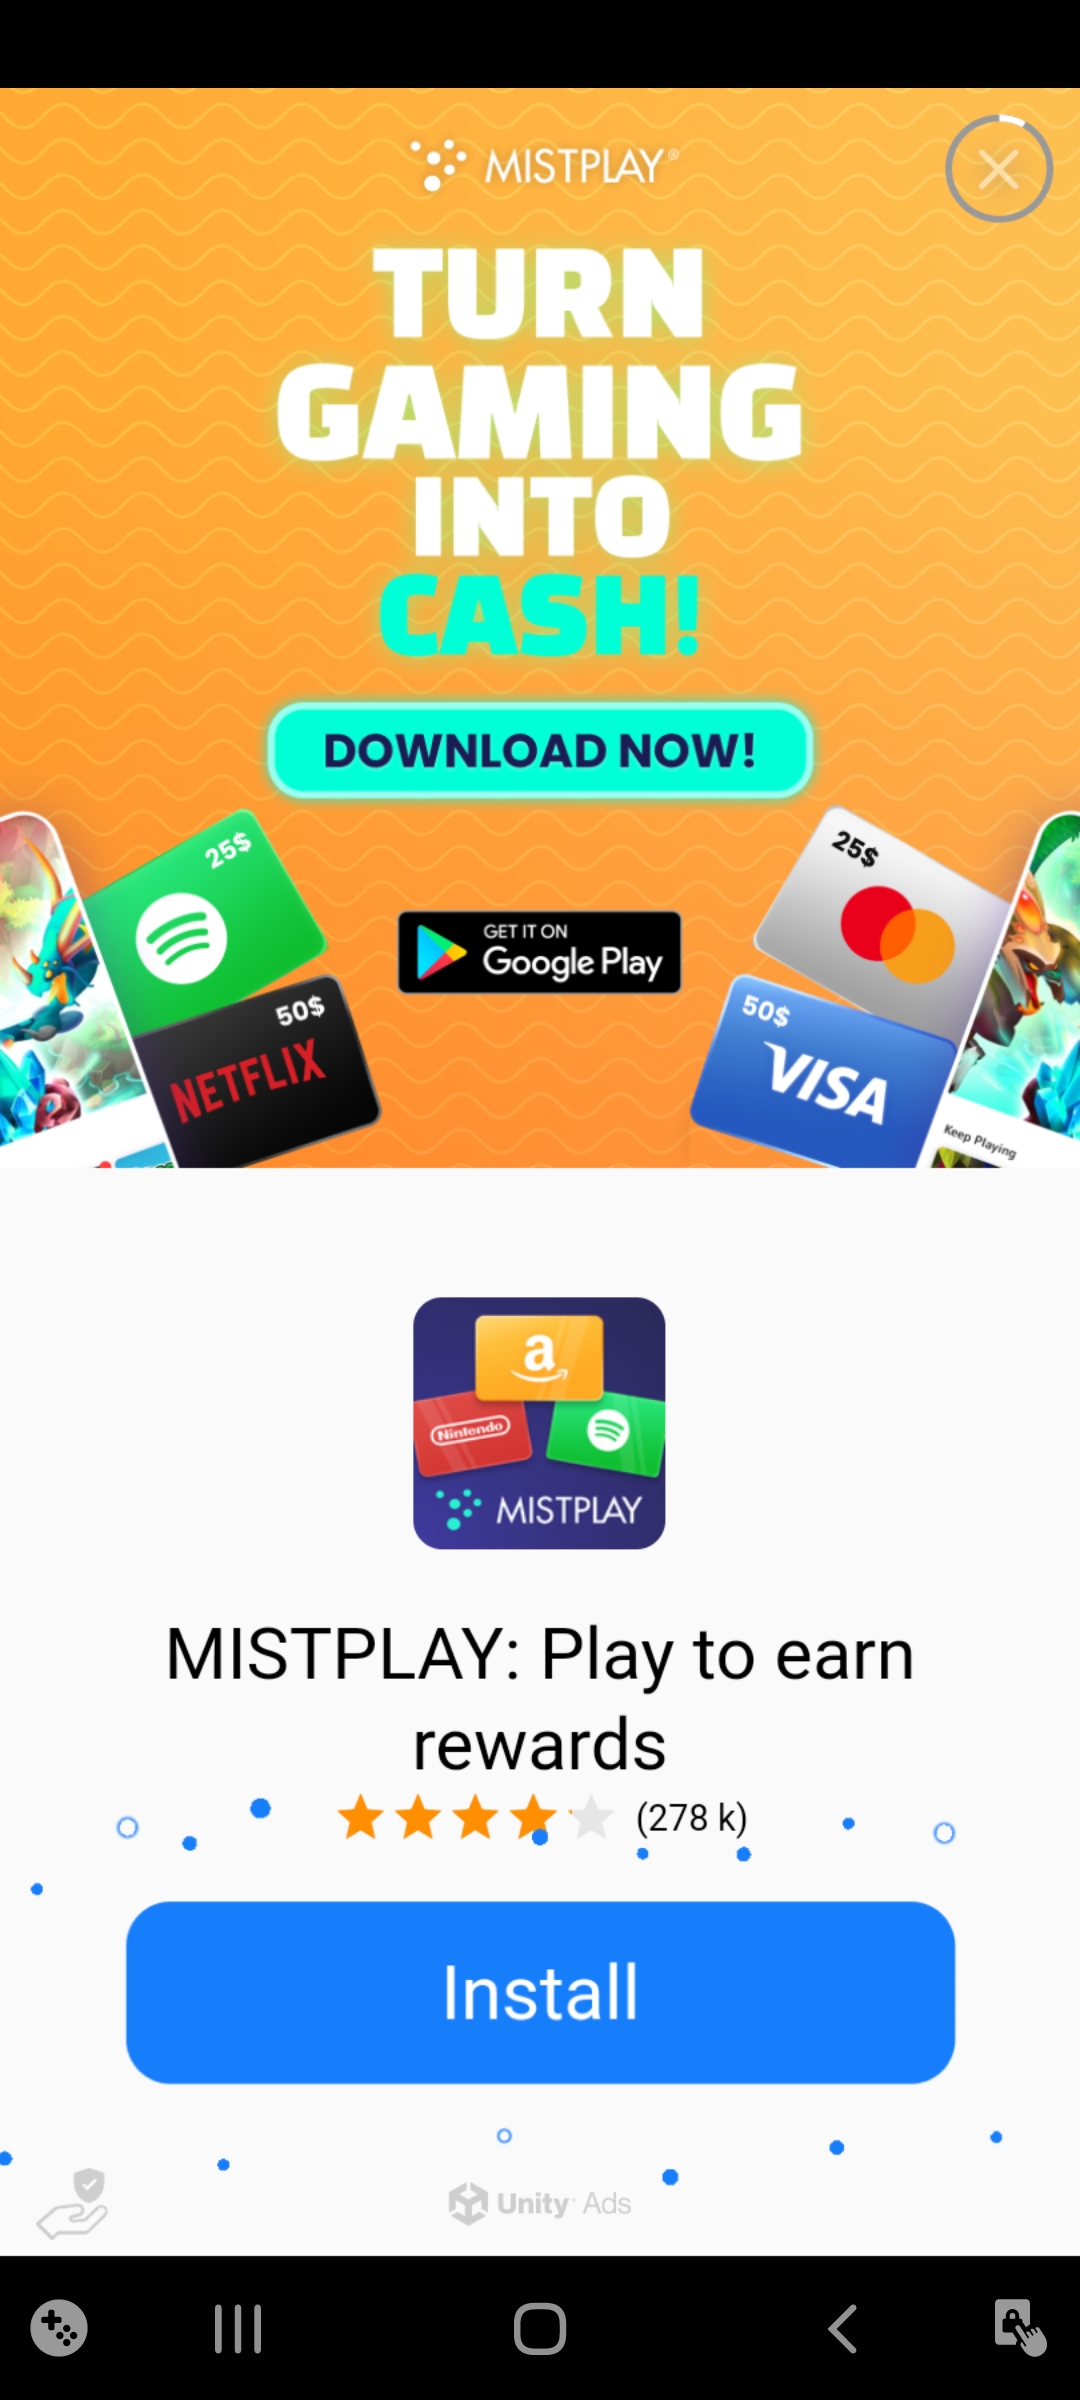 MISTPLAY®
TURN
GAMING
INTO
CASH!
DOWNLOAD NOW!
25$
50$
NETFLIX
GET IT ON
Google Play
25$
50$
VISA
Keep Playing
a
Nintendo
MISTPLAY
MISTPLAY: Play to earn
rewards
(278 k)
Install
Unity Ads